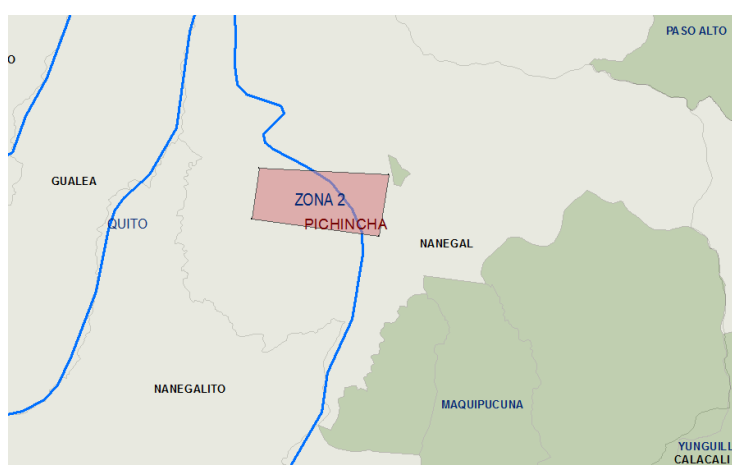 PASO ALTO
O
GUALEA
ZONA 2
QUITO
PICHINCHA
NANEGAL
NANEGALITO
MAQUIPUCUNA
YUNGUILL
CALACALI